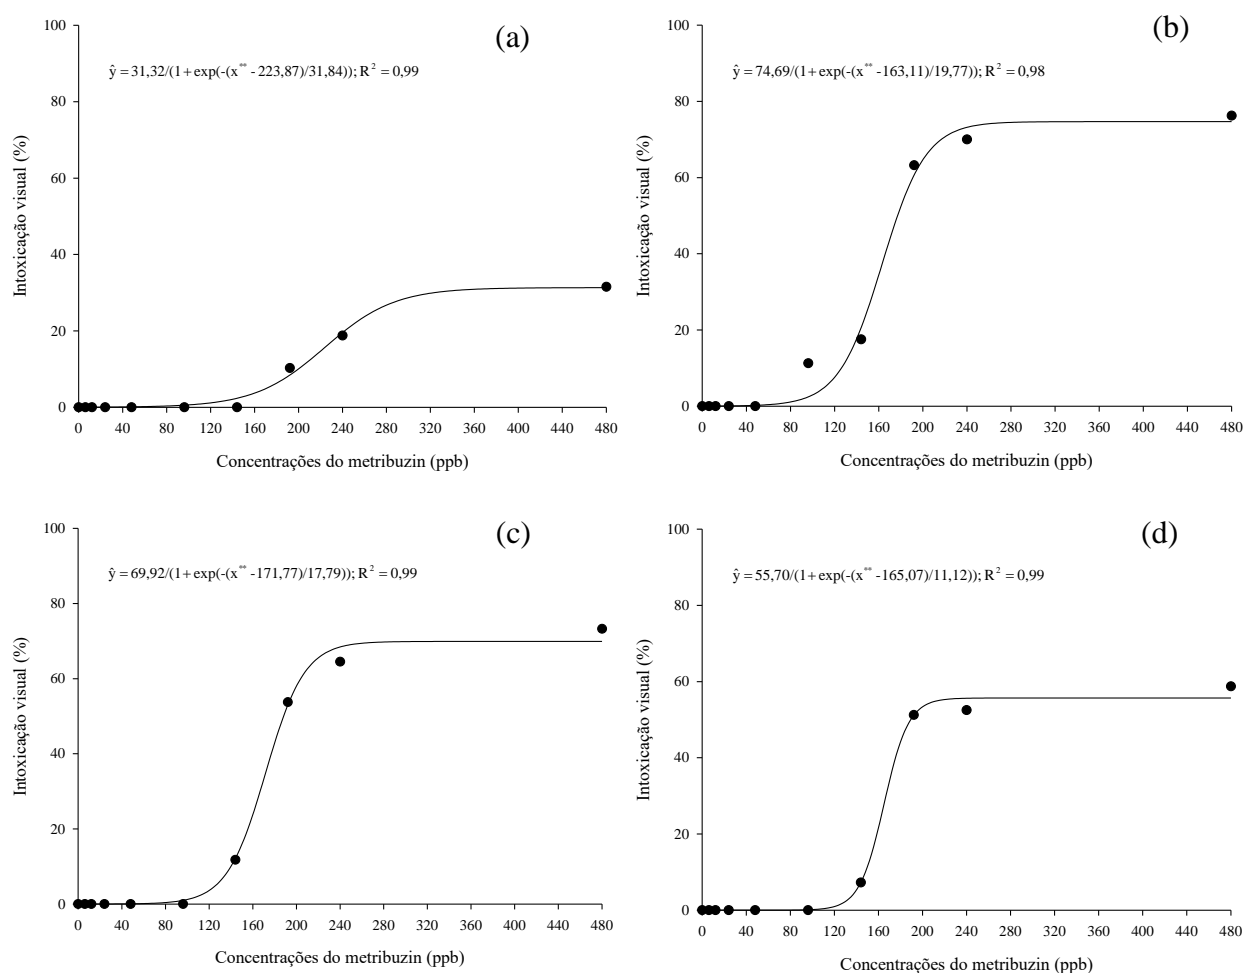 (a)
ŷ = 31,32/(1 + exp(-(x** - 223,87)/31,84)); R² = 0,99
100
80
60
40
20
0
Intoxicação visual (%)
0 40 80 120 160 200 240 280 320 360 400 440 480
Concentrações do metribuzin (ppb)
(b)
ŷ = 74,69/(1 + exp(-(x** -163,11)/19,77)); R² = 0,98
100
80
60
40
20
0
Intoxicação visual (%)
0 40 80 120 160 200 240 280 320 360 400 440 480
Concentrações do metribuzin (ppb)
(c)
ŷ = 69,92/(1 + exp(-(x** -171,77)/17,79)); R² = 0,99
100
80
60
40
20
0
Intoxicação visual (%)
0 40 80 120 160 200 240 280 320 360 400 440 480
Concentrações do metribuzin (ppb)
(d)
ŷ = 55,70/(1 + exp(-(x** -165,07)/11,12)); R² = 0,99
100
80
60
40
20
0
Intoxicação visual (%)
0 40 80 120 160 200 240 280 320 360 400 440 480
Concentrações do metribuzin (ppb)